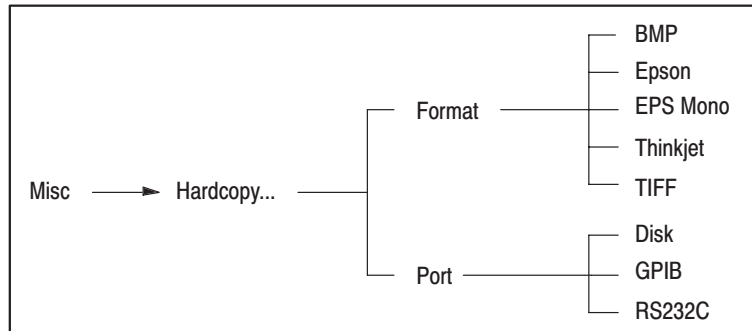 Misc
Hardcopy...
Format
BMP
Epson
EPS Mono
Thinkjet
TIFF
Port
Disk
GPIB
RS232C